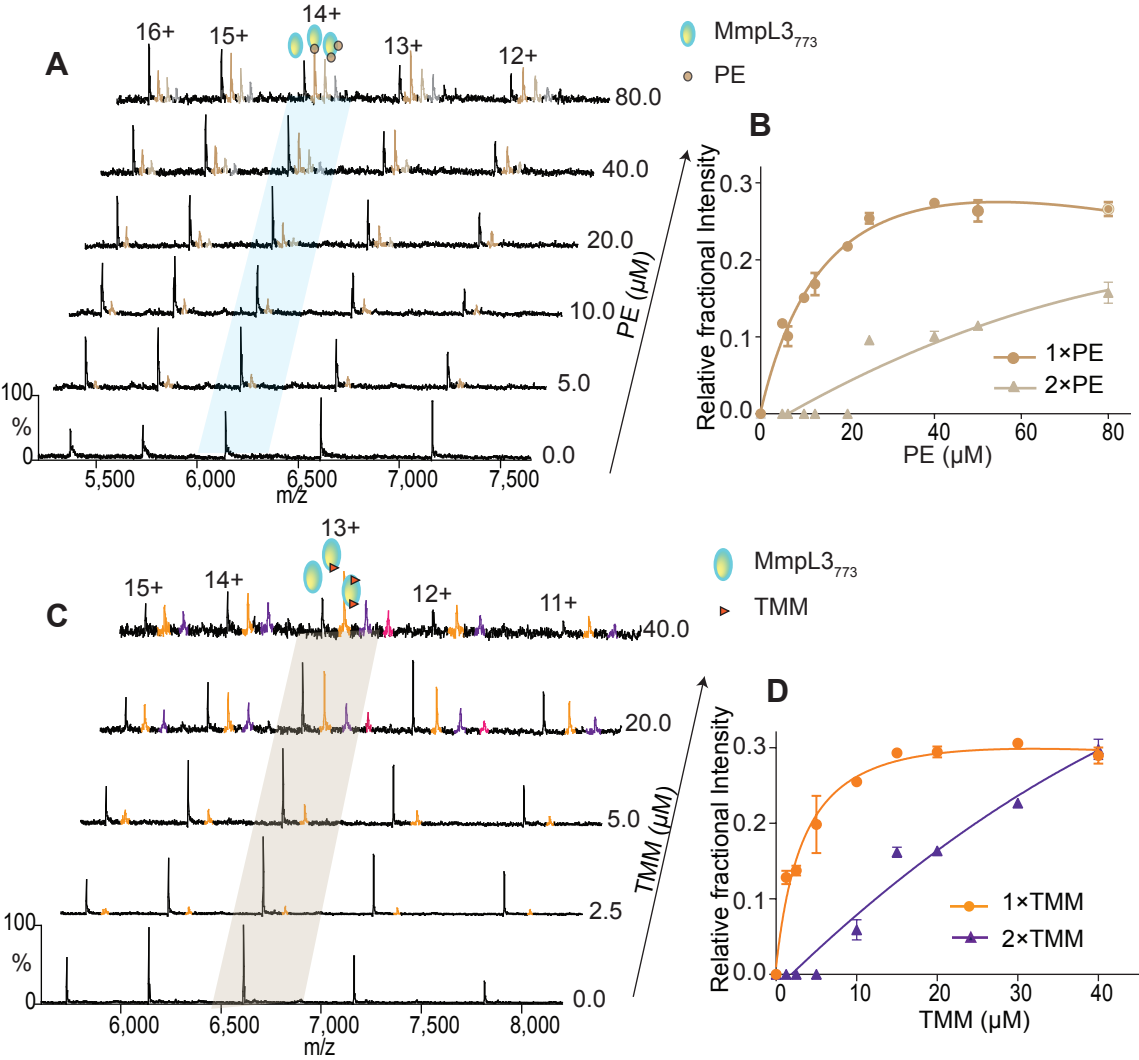 A
16+
15+
14+
13+
12+
MmpL3773
PE
80.0
40.0
20.0
10.0
5.0
0.0
PE (µM)
100
%
0
5,500
6,000
6,500
7,000
7,500
m/z
B
Relative fractional Intensity
0.3
0.2
0.1
0.0
1×PE
2×PE
0
20
40
60
80
PE (µM)
C
15+
14+
13+
12+
11+
MmpL3773
TMM
40.0
20.0
5.0
2.5
0.0
TMM (µM)
100
%
0
6,000
6,500
7,000
7,500
8,000
m/z
D
Relative fractional Intensity
0.3
0.2
0.1
0.0
1×TMM
2×TMM
0
10
20
30
40
TMM (µM)